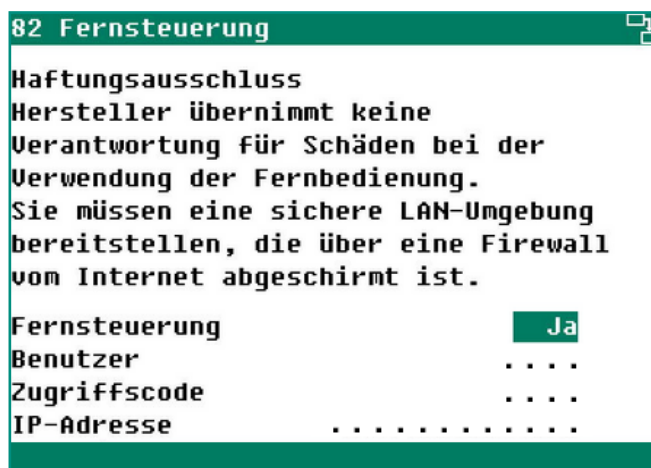 82 Fernsteuerung
Haftungsausschluss
Hersteller übernimmt keine
Verantwortung für Schäden bei der
Verwendung der Fernbedienung.
Sie müssen eine sichere LAN-Umgebung
bereitstellen, die über eine Firewall
vom Internet abgeschirmt ist.
Fernsteuerung Ja
Benutzer ....
Zugriffscode ....
IP-Adresse ............